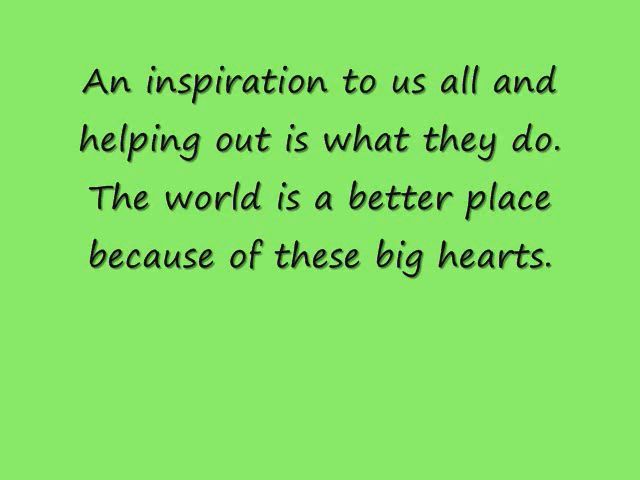 An inspiration to us all and
helping out is what they do.
The world is a better place
because of these big hearts.